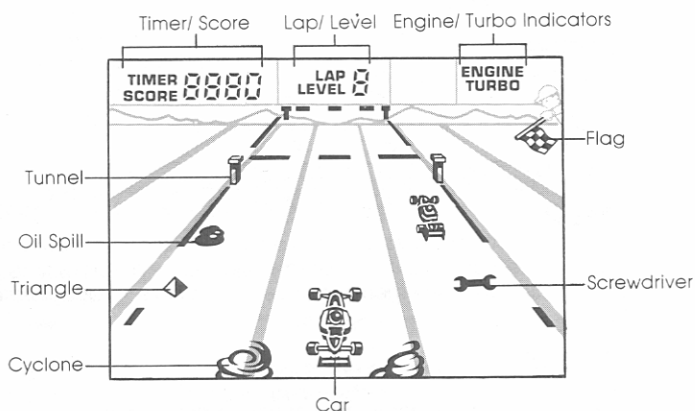 Timer/ Score Lap/ Level Engine/ Turbo Indicators
TIMER
SCORE 8880
LAP
LEVEL 8
ENGINE
TURBO
Flag
Tunnel
Oil Spill
Triangle
Screwdriver
Cyclone
Car